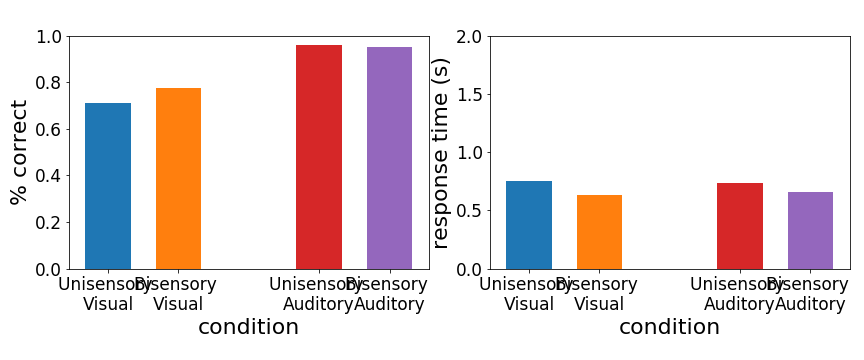 1.0
0.8
0.6
0.4
0.2
0.0
% correct
Unisensory Bisensory Unisensory Bisensory
Visual Visual Auditory Auditory
condition
2.0
1.5
1.0
0.5
0.0
response time (s)
Unisensory Bisensory Unisensory Bisensory
Visual Visual Auditory Auditory
condition